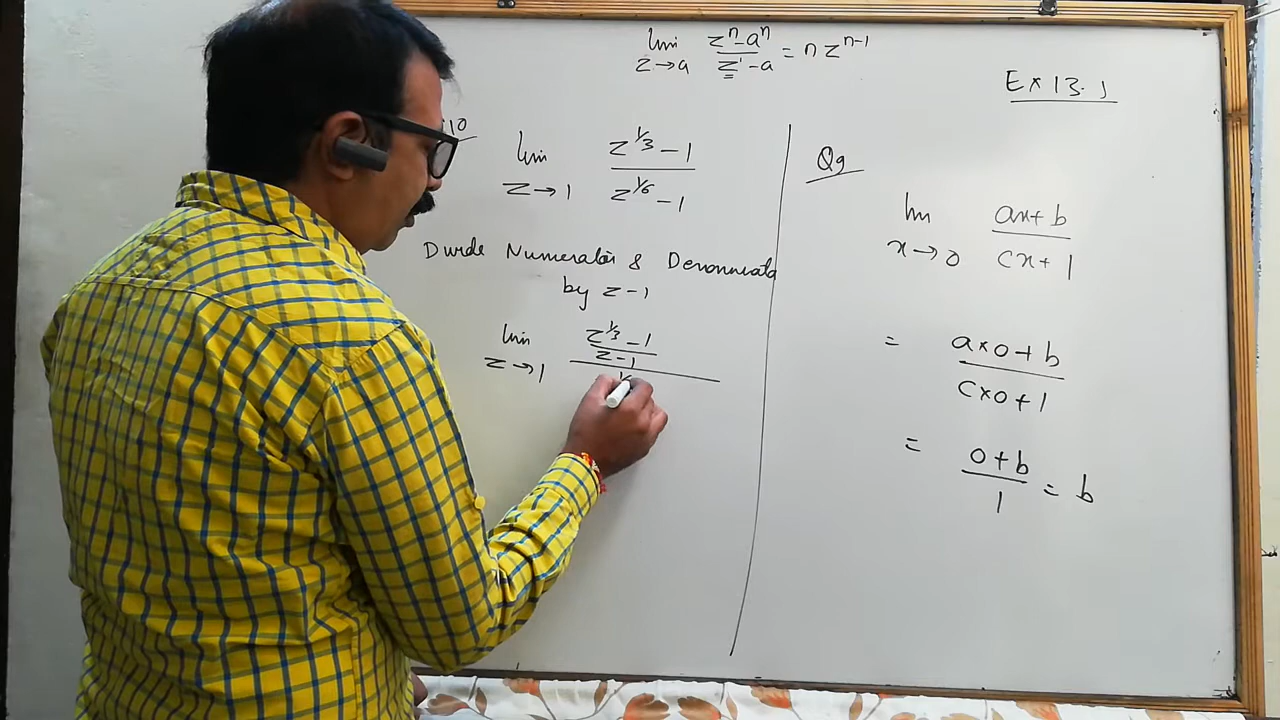 lim z→a (z^n - a^n)/(z' - a) = n z^(n-1)
Ex 13.1
10
lim z→1 (z^(1/3) - 1)/(z^(1/6) - 1)
Divide Numerator & Denominator
by z-1
lim z→1 ((z^(1/3) - 1)/(z-1))/
Q9
lim x→0 (ax+b)/(cx+1)
= (a×0+b)/(c×0+1)
= (0+b)/1 = b